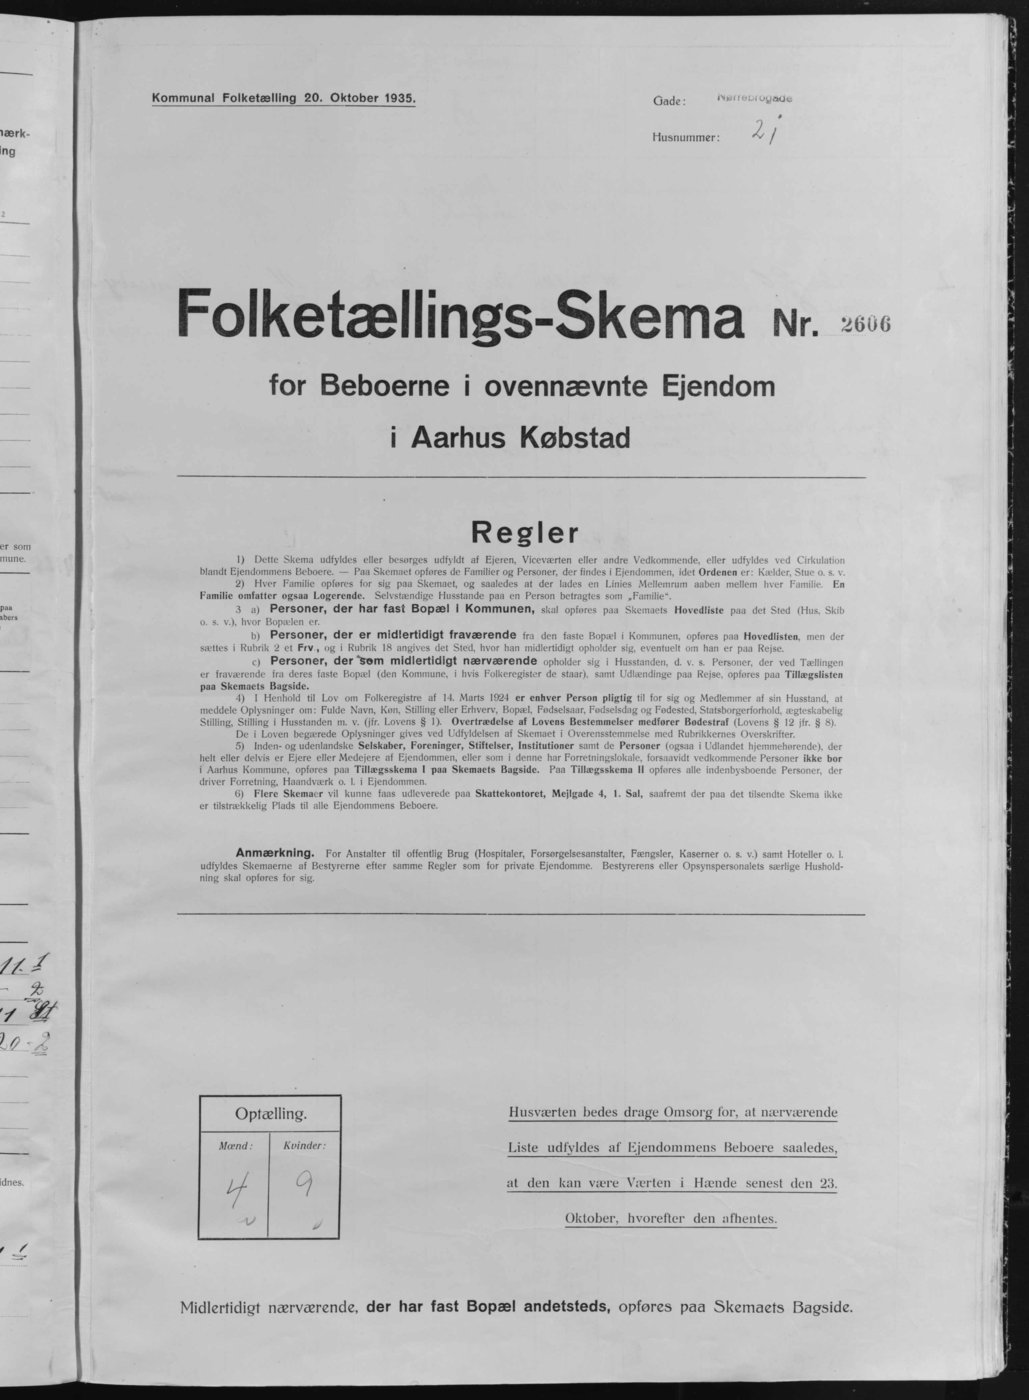 Kommunal Folketælling 20. Oktober 1935.
Gade: Nørrebrogade
Husnummer: 21
Folketællings-Skema Nr. 2606
for Beboerne i ovennævnte Ejendom
i Aarhus Købstad
Regler
1) Dette Skema udfyldes eller besørges udfyldt af Ejeren, Viceværten eller andre Vedkommende, eller udfyldes ved Cirkulation
blandt Ejendommens Beboere. — Paa Skemaet opføres de Familier og Personer, der findes i Ejendommen, idet Ordenen er: Kælder, Stue o. s. v.
2) Hver Familie opføres for sig paa Skemaet, og saaledes at der lades en Linies Mellemrum aaben mellem hver Familie. En
Familie omfatter ogsaa Logerende. Selvstændige Husstande paa en Person betragtes som „Familie“.
3 a) Personer, der har fast Bopæl i Kommunen, skal opføres paa Skemaets Hovedliste paa det Sted (Hus, Skib
o. s. v.), hvor Bopælen er.
b) Personer, der er midlertidigt fraværende fra den faste Bopæl i Kommunen, opføres paa Hovedlisten, men der
sættes i Rubrik 2 et Frv., og i Rubrik 18 angives det Sted, hvor han midlertidigt opholder sig, eventuelt om han er paa Rejse.
c) Personer, der som midlertidigt nærværende opholder sig i Husstanden, d. v. s. Personer, der ved Tællingen
er fraværende fra deres faste Bopæl (den Kommune, i hvis Folkeregister de staar), samt Udlændinge paa Rejse, opføres paa Tillægslisten
paa Skemaets Bagside.
4) I Henhold til Lov om Folkeregistre af 14. Marts 1924 er enhver Person pligtig til for sig og Medlemmer af sin Husstand, at
meddele Oplysninger om: Fulde Navn, Køn, Stilling eller Erhverv, Bopæl, Fødselsaar, Fødselsdag og Fødested, Statsborgerforhold, ægteskabelig
Stilling, Stilling i Husstanden m. v. (jfr. Lovens § 1). Overtrædelse af Lovens Bestemmelser medfører Bødestraf (Lovens § 12 jfr. § 8).
De i Loven begærede Oplysninger gives ved Udfyldelsen af Skemaet i Overensstemmelse med Rubrikkernes Overskrifter.
5) Inden- og udenlandske Selskaber, Foreninger, Stiftelser, Institutioner samt de Personer (ogsaa i Udlandet hjemmehørende), der
helt eller delvis er Ejere eller Medejere af Ejendommen, eller som i denne har Forretningslokale, forsaavidt vedkommende Personer ikke bor
i Aarhus Kommune, opføres paa Tillægsskema I paa Skemaets Bagside. Paa Tillægsskema II opføres alle indenbysboende Personer, der
driver Forretning, Haandværk o. l. i Ejendommen.
6) Flere Skemaer vil kunne faas udleverede paa Skattekontoret, Mejlgade 4, 1. Sal, saafremt der paa det tilsendte Skema ikke
er tilstrækkelig Plads til alle Ejendommens Beboere.
Anmærkning. For Anstalter til offentlig Brug (Hospitaler, Forsørgelsesanstalter, Fængsler, Kaserner o. s. v.) samt Hoteller o. l.
udfyldes Skemaerne af Bestyrerne efter samme Regler som for private Ejendomme. Bestyrerens eller Opsynspersonalets særlige Hushold-
ning skal opføres for sig.
Optælling.
Mænd: Kvinder:
4 9
Husværten bedes drage Omsorg for, at nærværende
Liste udfyldes af Ejendommens Beboere saaledes,
at den kan være Værten i Hænde senest den 23.
Oktober, hvorefter den afhentes.
Midlertidigt nærværende, der har fast Bopæl andetsteds, opføres paa Skemaets Bagside.